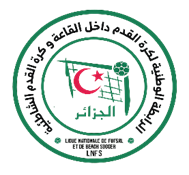 الرابطة الوطنية لكرة القدم داخل القاعة و كرة القدم الشاطئية
الجزائر
LIGUE NATIONALE DE FUTSAL
ET DE BEACH SOCCER
LNFS